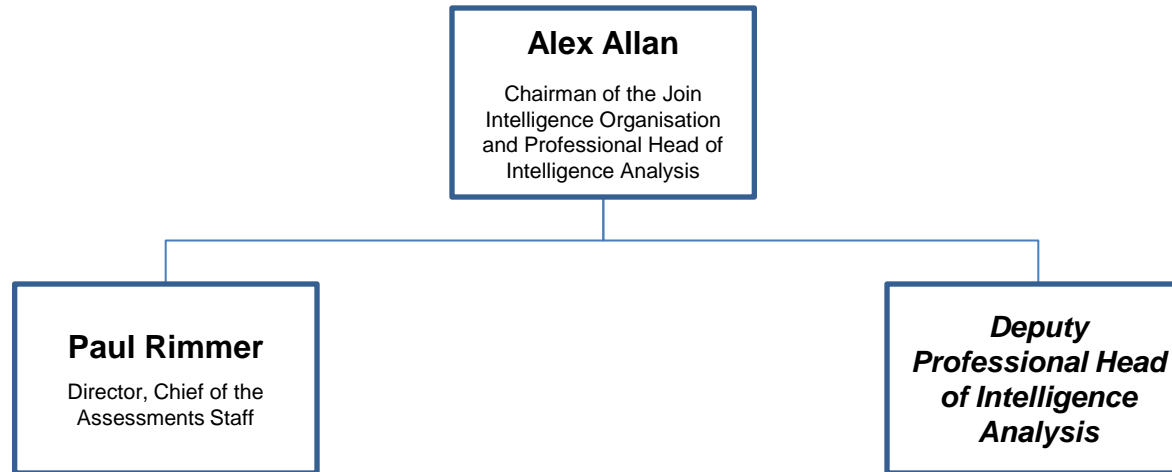 Alex Allan
Chairman of the Join
Intelligence Organisation
and Professional Head of
Intelligence Analysis
Paul Rimmer
Director, Chief of the
Assessments Staff
Deputy
Professional Head
of Intelligence
Analysis